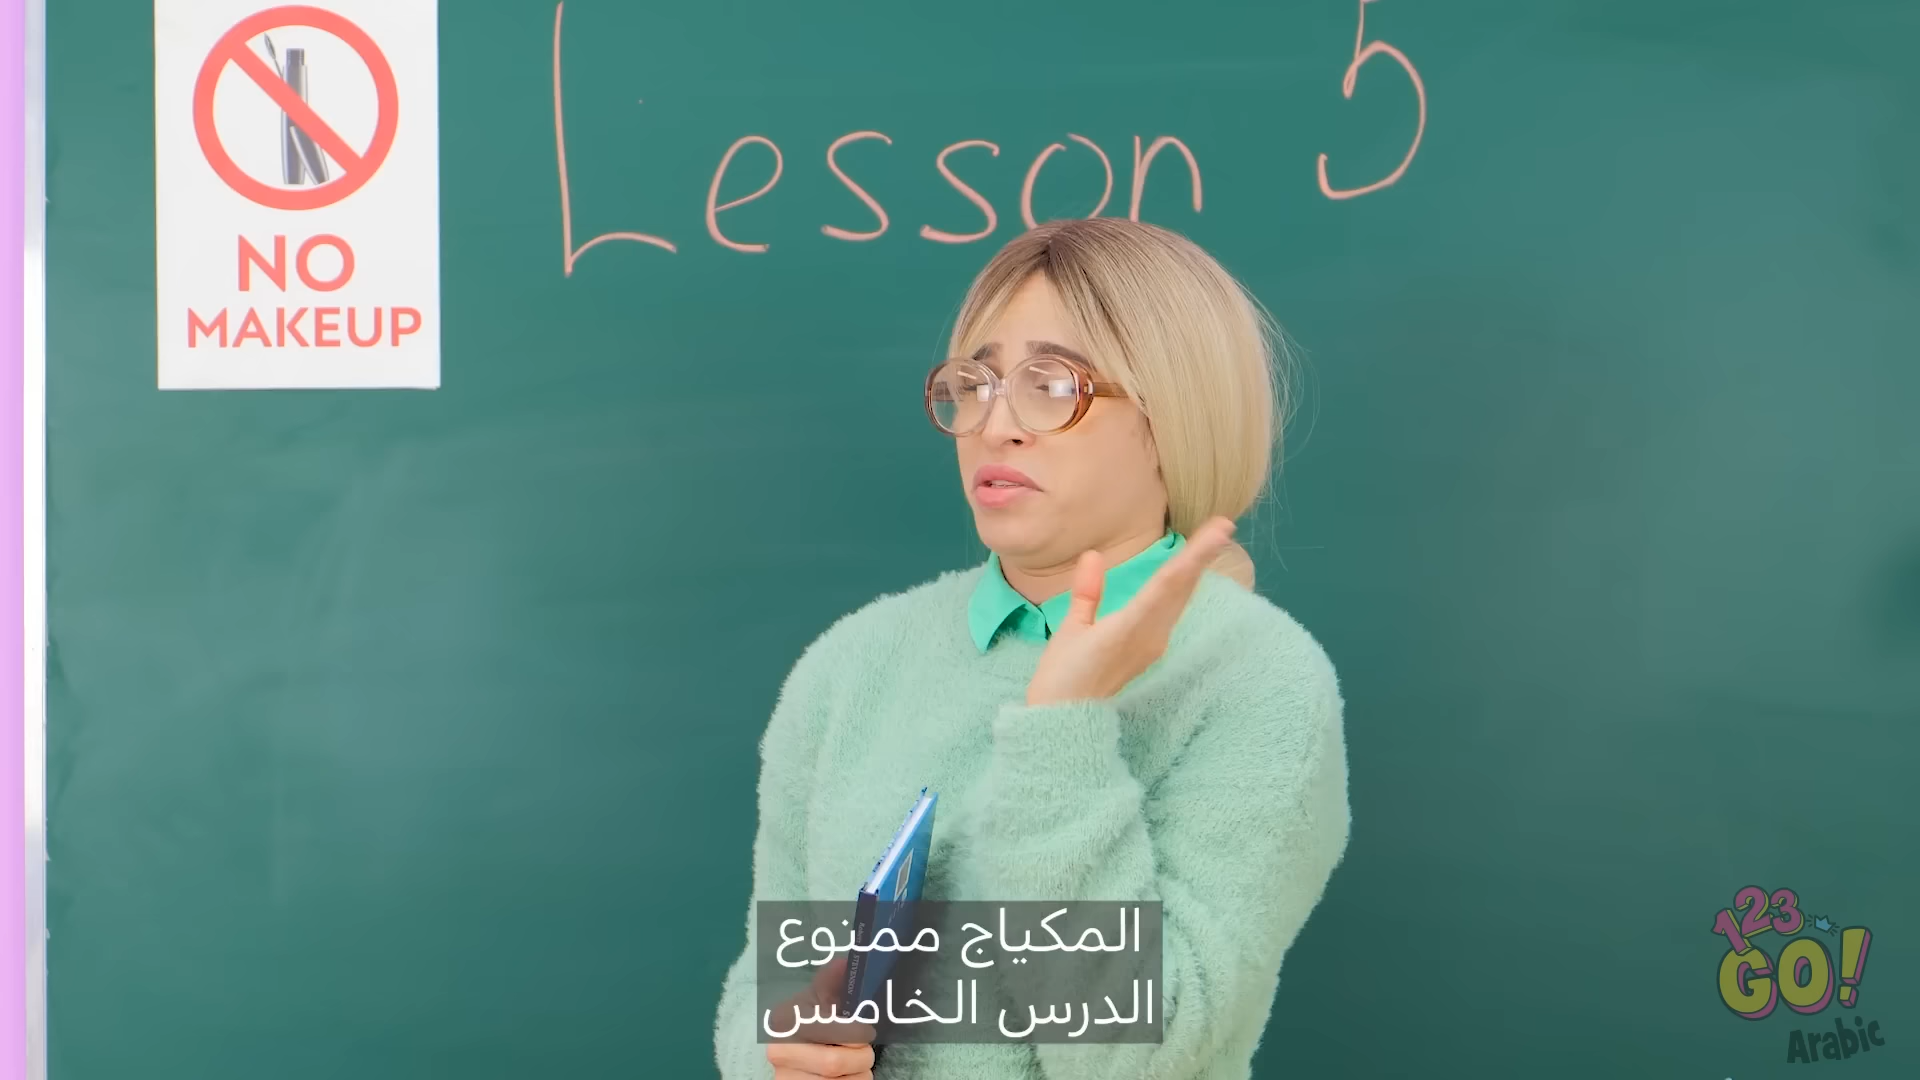 NO
MAKEUP
Lesson 5
المكياج ممنوع
الدرس الخامس
123
GO!
Arabic